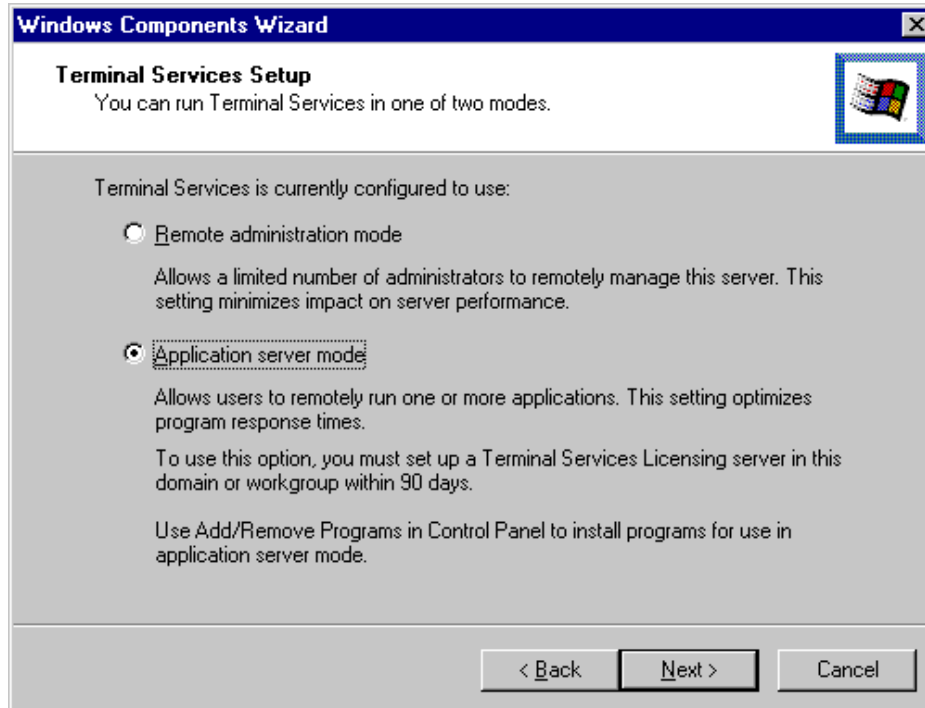 Windows Components Wizard
Terminal Services Setup
You can run Terminal Services in one of two modes.
Terminal Services is currently configured to use:
Remote administration mode
Allows a limited number of administrators to remotely manage this server. This
setting minimizes impact on server performance.
Application server mode
Allows users to remotely run one or more applications. This setting optimizes
program response times.
To use this option, you must set up a Terminal Services Licensing server in this
domain or workgroup within 90 days.
Use Add/Remove Programs in Control Panel to install programs for use in
application server mode.
< Back Next > Cancel